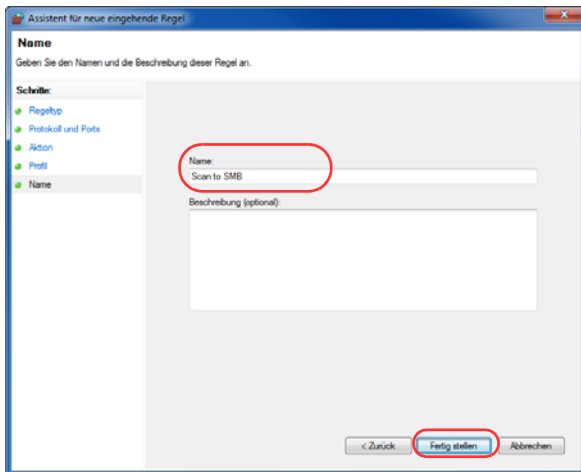 Assistent für neue eingehende Regel
Name
Geben Sie den Namen und die Beschreibung dieser Regel an.
Schritte:
Regeltyp
Protokoll und Ports
Aktion
Profil
Name
Name:
Scan to SMB
Beschreibung (optional):
< Zurück
Fertig stellen
Abbrechen